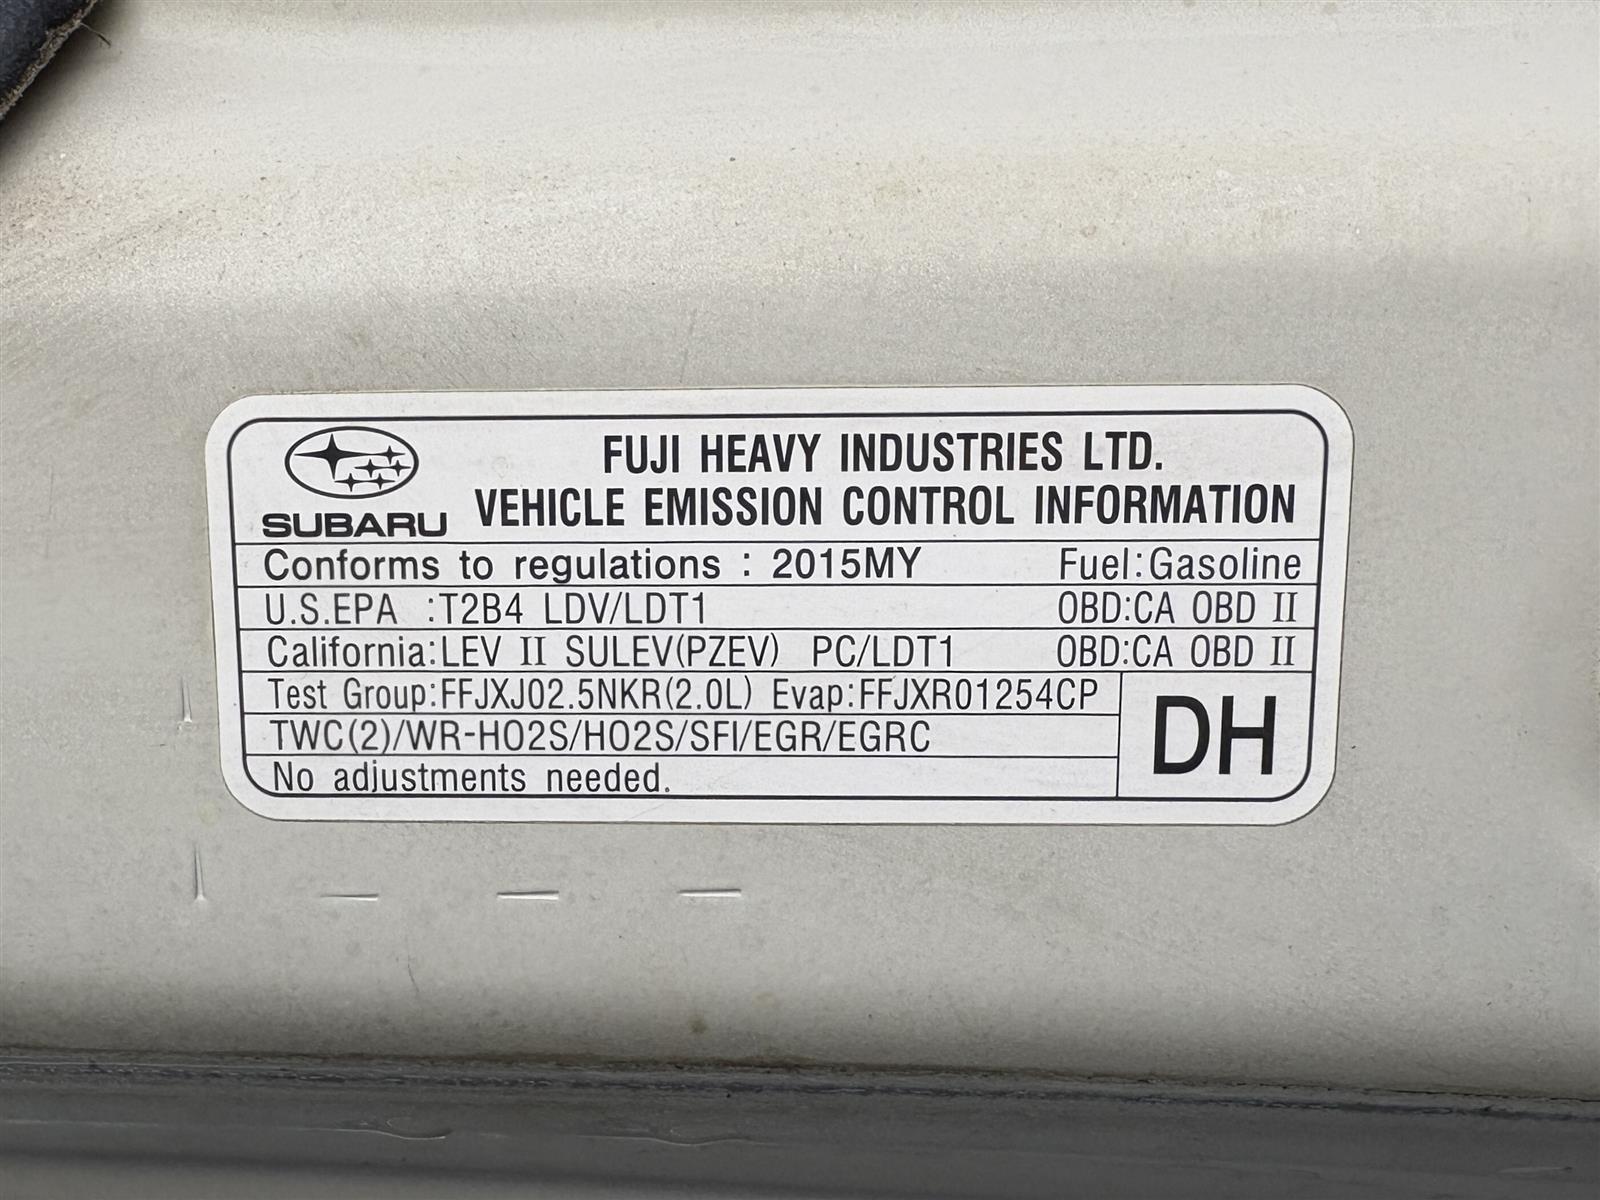 FUJI HEAVY INDUSTRIES LTD.
SUBARU VEHICLE EMISSION CONTROL INFORMATION
Conforms to regulations : 2015MY Fuel:Gasoline
U.S.EPA :T2B4 LDV/LDT1 OBD:CA OBD II
California:LEV II SULEV(PZEV) PC/LDT1 OBD:CA OBD II
Test Group:FFJXJ02.5NKR(2.0L) Evap:FFJXR01254CP
TWC(2)/WR-HO2S/HO2S/SFI/EGR/EGRC
No adjustments needed.
DH